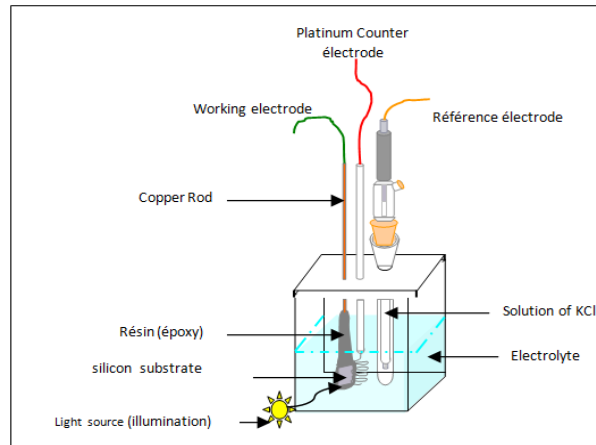 Platinum Counter
électrode
Working electrode
Référence électrode
Copper Rod
Solution of KCl
Résin (époxy)
Electrolyte
silicon substrate
Light source (illumination)